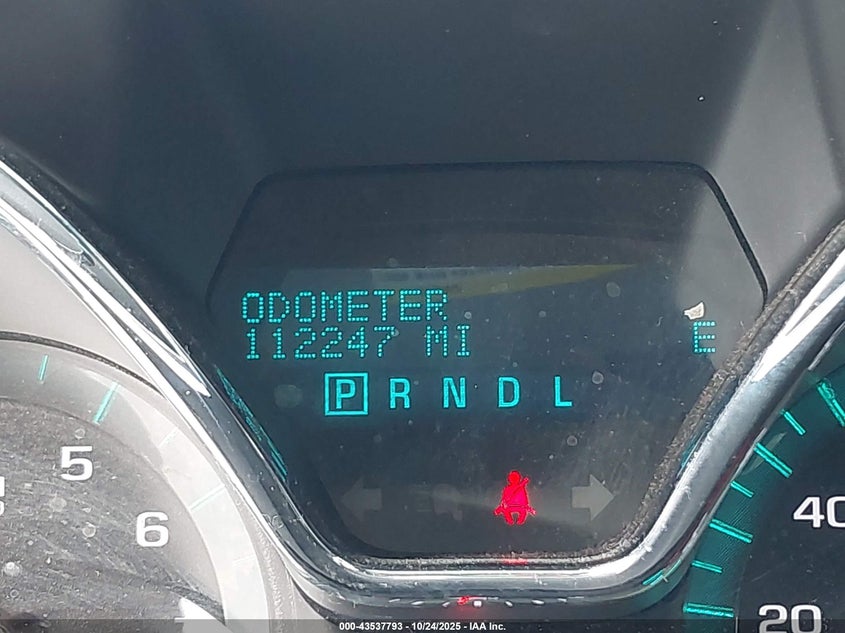 ODOMETER
112247 MI E
P R N D L
5
6
40
20
000-43537793 - 10/24/2025 - IAA Inc.